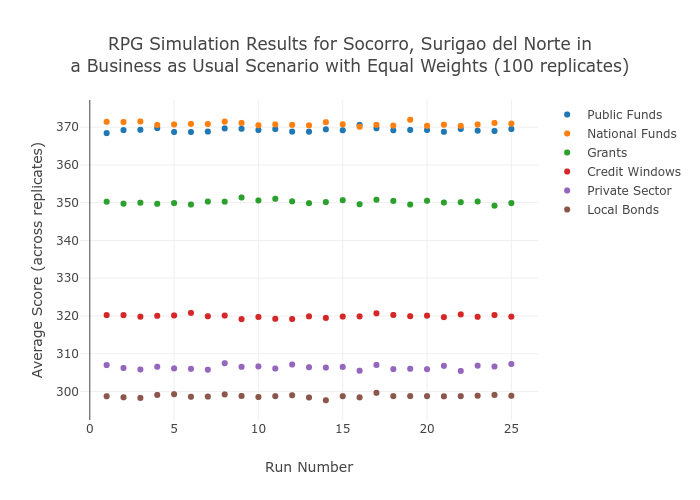 RPG Simulation Results for Socorro, Surigao del Norte in
a Business as Usual Scenario with Equal Weights (100 replicates)
Public Funds
National Funds
Grants
Credit Windows
Private Sector
Local Bonds
Average Score (across replicates)
370
360
350
340
330
320
310
300
0
5
10
15
20
25
Run Number